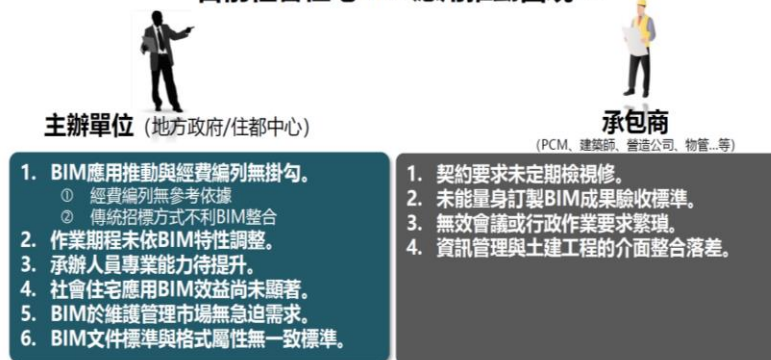 主辦單位 (地方政府/住都中心)
1. BIM應用推動與經費編列無掛勾。
① 經費編列無參考依據
② 傳統招標方式不利BIM整合
2. 作業期程未依BIM特性調整。
3. 承辦人員專業能力待提升。
4. 社會住宅應用BIM效益尚未顯著。
5. BIM於維護管理市場無急迫需求。
6. BIM文件標準與格式屬性無一致標準。
承包商
(PCM、建築師、營造公司、物管...等)
1. 契約要求未定期檢視修。
2. 未能量身訂製BIM成果驗收標準。
3. 無效會議或行政作業要求繁瑣。
4. 資訊管理與土建工程的介面整合落差。